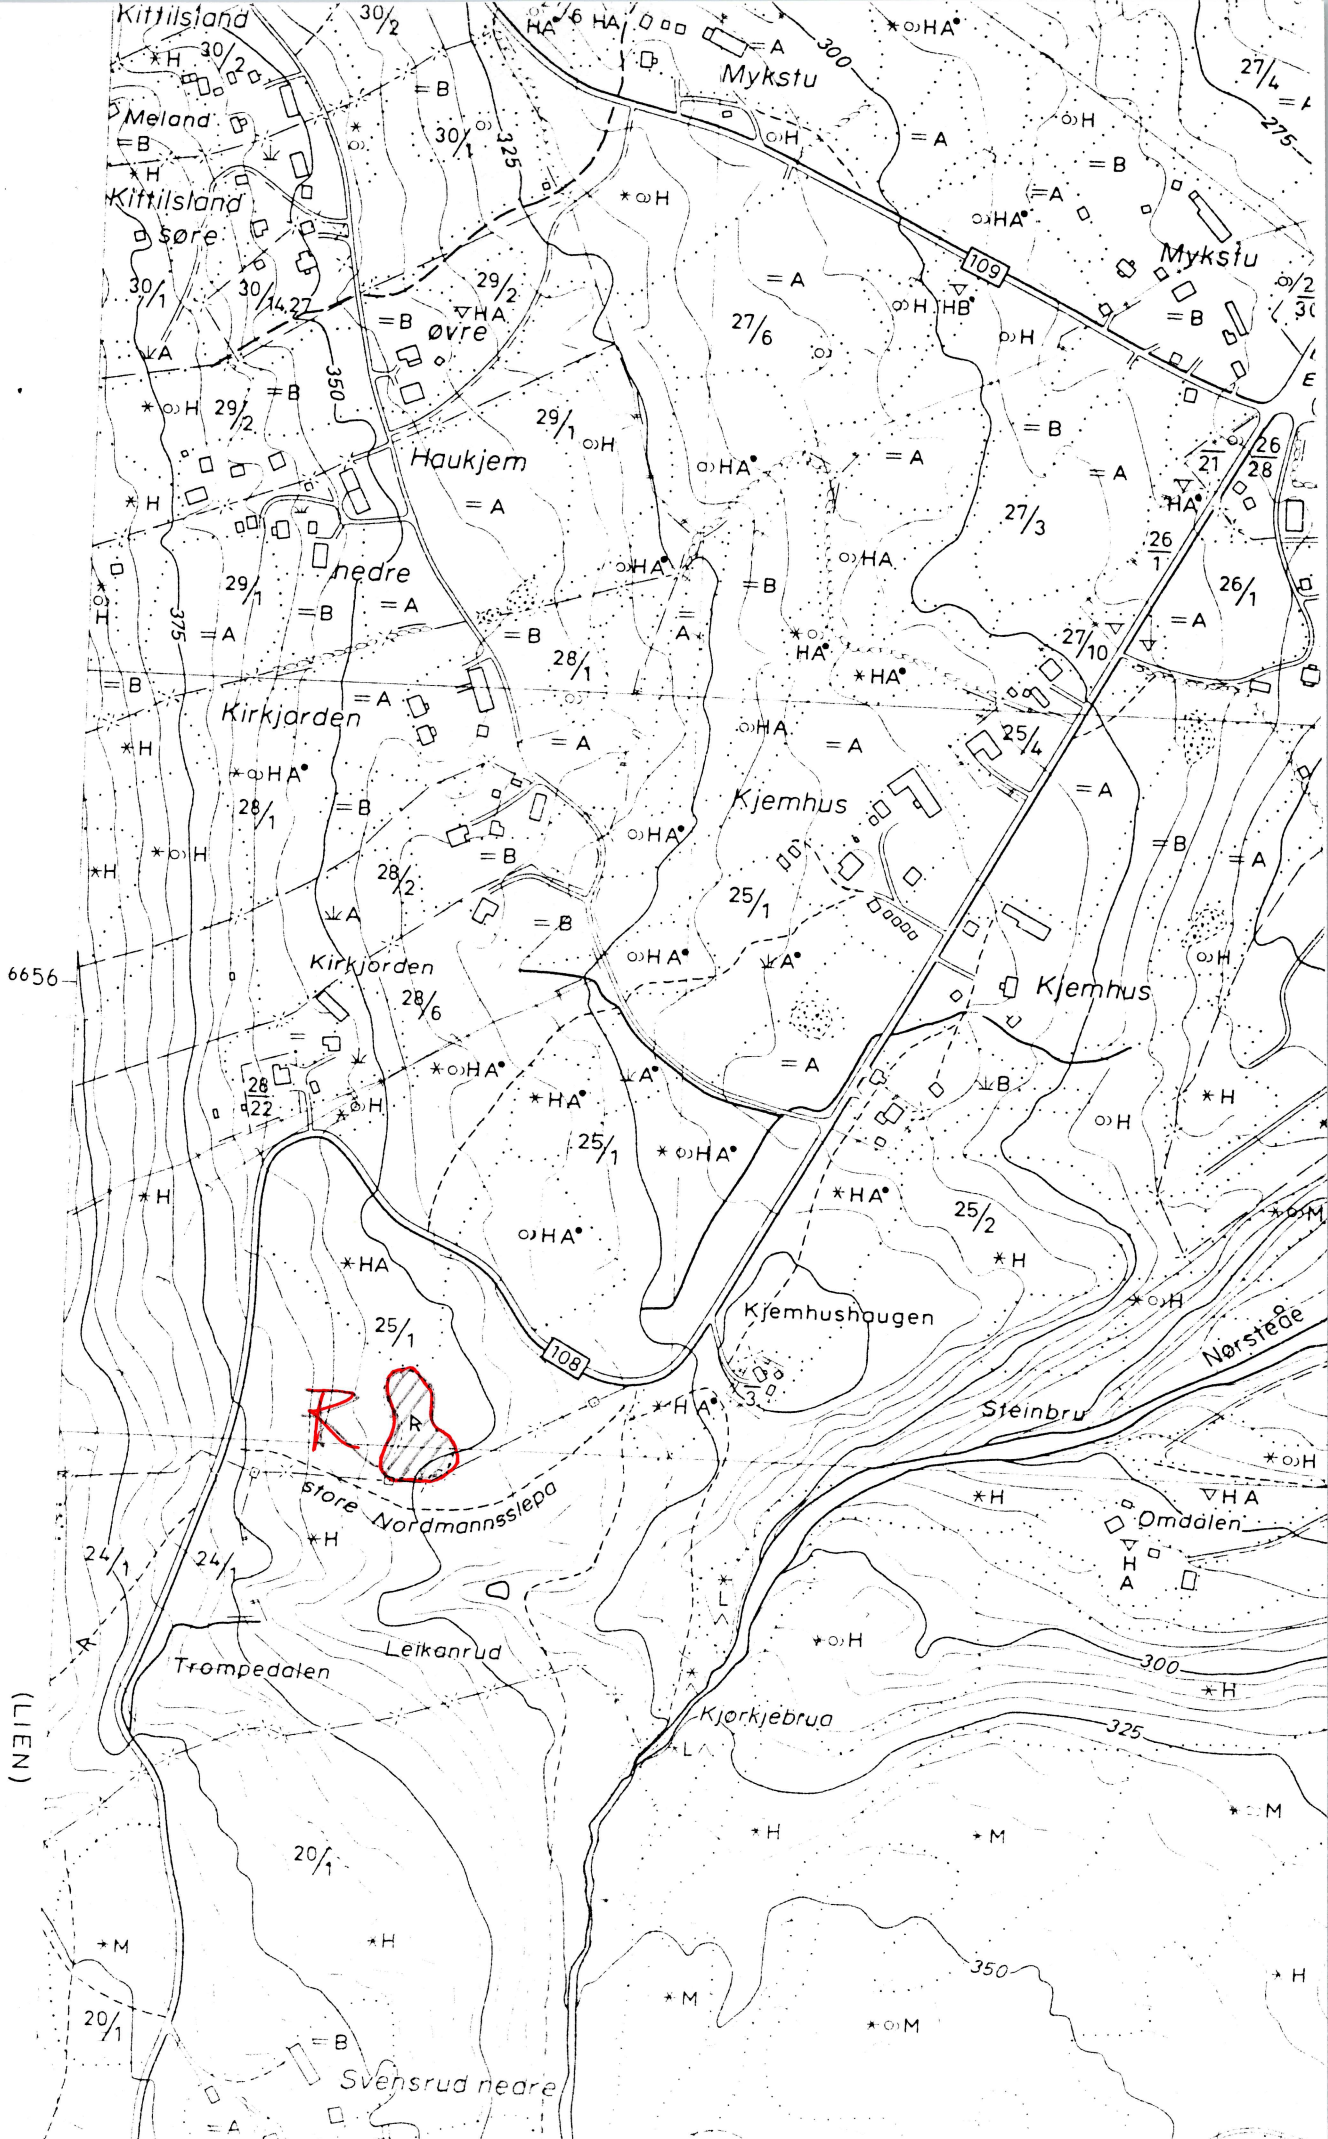 Kittilsland
30/2
HA• 6 HA
= A
*o)HA•
300
*H 30/2
Mykstu
27/4
= B
Meland
= B
30/1
325
o)H
= A
o)H
275
= B
*H
Kittilsland
søre
*o)H
= A
o)HA•
Mykstu
109
30/1
30/14,27
29/2
▽HA
øvre
= B
= A
o)H
HB•
27/6
o)H
= B
A
350
= B
*o)H
29/2
29/1
o)H
= B
26/28
21
Haukjem
o)HA•
= A
= A
*H
= A
HA•
27/3
26/1
nedre
o)HA•
o)HA
= B
29/1
= B
= A
26/1
375
= A
= B
A
= A
*o)
HA•
27/10
28/1
*HA•
= B
Kirkjorden
= A
*H
= A
o)HA
= A
25/4
*o)HA•
28/1
= B
Kjemhus
= A
o)HA•
*o)H
*H
= B
= B
= A
28/2
25/1
A
= B
6656
Kirkjorden
o)HA•
A•
o)H
28/6
Kjemhus
*o)HA•
A•
= A
28/22
o)H
*HA•
B
*H
o)H
25/1
*o)HA•
*H
*HA•
25/2
*o)M
o)HA•
*HA
*H
*o)H
25/1
Kjemhushaugen
Nørsteåe
108
R
R
*HA•
3
Steinbru
*o)H
store Nordmannsslepa
*H
▽HA
*H
Omdalen
24/1
24/1
H
A
L
Leikanrud
*o)H
Trompedalen
300
*H
(LIEN)
Kjørkjebrua
325
L
*M
*H
*M
20/1
*M
*H
350
*H
*M
*o)M
20/1
= B
Svensrud nedre
= A